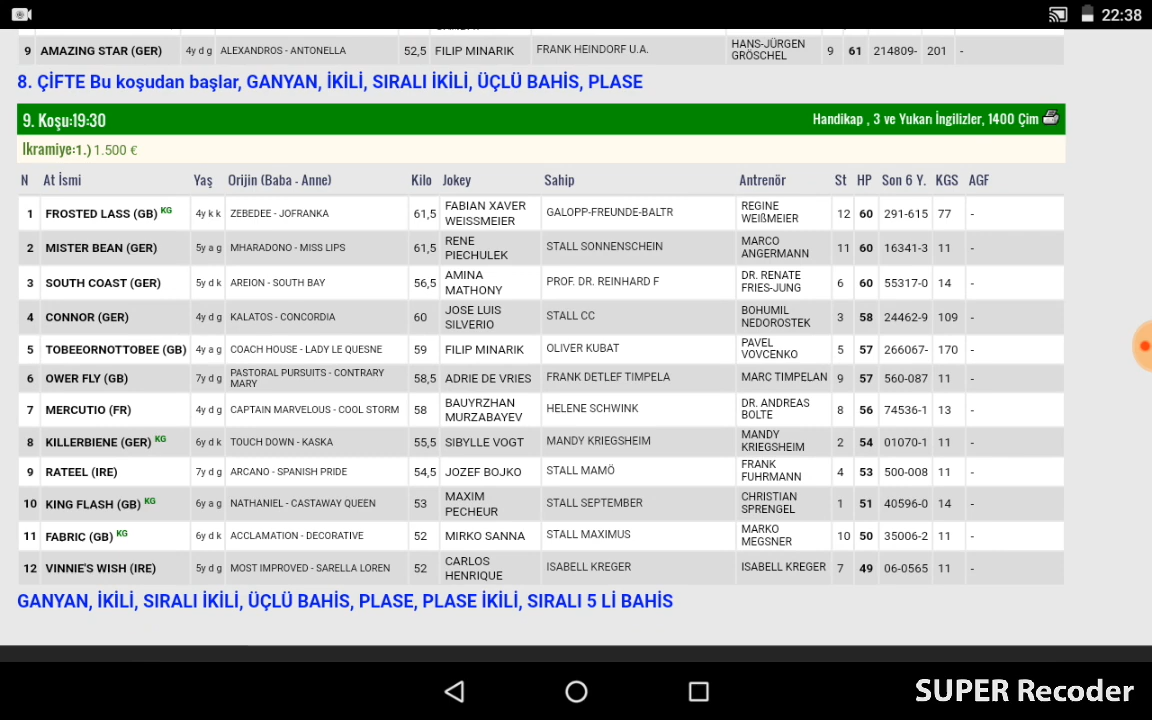 22:38
9 AMAZING STAR (GER) 4y d g ALEXANDROS - ANTONELLA 52,5 FILIP MINARIK FRANK HEINDORF U.A. HANS-JÜRGEN GRÖSCHEL 9 61 214809- 201 -
8. ÇİFTE Bu koşudan başlar, GANYAN, İKİLİ, SIRALI İKİLİ, ÜÇLÜ BAHİS, PLASE
9. Koşu:19:30 Handikap , 3 ve Yukarı İngilizler, 1400 Çim
İkramiye:1.) 1.500 €
N At İsmi Yaş Orijin (Baba - Anne) Kilo Jokey Sahip Antrenör St HP Son 6 Y. KGS AGF
1 FROSTED LASS (GB) KG 4y k k ZEBEDEE - JOFRANKA 61,5 FABIAN XAVER WEISSMEIER GALOPP-FREUNDE-BALTR REGINE WEIßMEIER 12 60 291-615 77 -
2 MISTER BEAN (GER) 5y a g MHARADONO - MISS LIPS 61,5 RENE PIECHULEK STALL SONNENSCHEIN MARCO ANGERMANN 11 60 16341-3 11 -
3 SOUTH COAST (GER) 5y d k AREION - SOUTH BAY 56,5 AMINA MATHONY PROF. DR. REINHARD F DR. RENATE FRIES-JUNG 6 60 55317-0 14 -
4 CONNOR (GER) 4y d g KALATOS - CONCORDIA 60 JOSE LUIS SILVERIO STALL CC BOHUMIL NEDOROSTEK 3 58 24462-9 109 -
5 TOBEEORNOTTOBEE (GB) 4y a g COACH HOUSE - LADY LE QUESNE 59 FILIP MINARIK OLIVER KUBAT PAVEL VOVCENKO 5 57 266067- 170 -
6 OWER FLY (GB) 7y d g PASTORAL PURSUITS - CONTRARY MARY 58,5 ADRIE DE VRIES FRANK DETLEF TIMPELA MARC TIMPELAN 9 57 560-087 11 -
7 MERCUTIO (FR) 4y d g CAPTAIN MARVELOUS - COOL STORM 58 BAUYRZHAN MURZABAYEV HELENE SCHWINK DR. ANDREAS BOLTE 8 56 74536-1 13 -
8 KILLERBIENE (GER) KG 6y d k TOUCH DOWN - KASKA 55,5 SIBYLLE VOGT MANDY KRIEGSHEIM MANDY KRIEGSHEIM 2 54 01070-1 11 -
9 RATEEL (IRE) 7y d g ARCANO - SPANISH PRIDE 54,5 JOZEF BOJKO STALL MAMÖ FRANK FUHRMANN 4 53 500-008 11 -
10 KING FLASH (GB) KG 6y a g NATHANIEL - CASTAWAY QUEEN 53 MAXIM PECHEUR STALL SEPTEMBER CHRISTIAN SPRENGEL 1 51 40596-0 14 -
11 FABRIC (GB) KG 6y d k ACCLAMATION - DECORATIVE 52 MIRKO SANNA STALL MAXIMUS MARKO MEGSNER 10 50 35006-2 11 -
12 VINNIE'S WISH (IRE) 5y d g MOST IMPROVED - SARELLA LOREN 52 CARLOS HENRIQUE ISABELL KREGER ISABELL KREGER 7 49 06-0565 11 -
GANYAN, İKİLİ, SIRALI İKİLİ, ÜÇLÜ BAHİS, PLASE, PLASE İKİLİ, SIRALI 5 Lİ BAHİS
SUPER Recoder